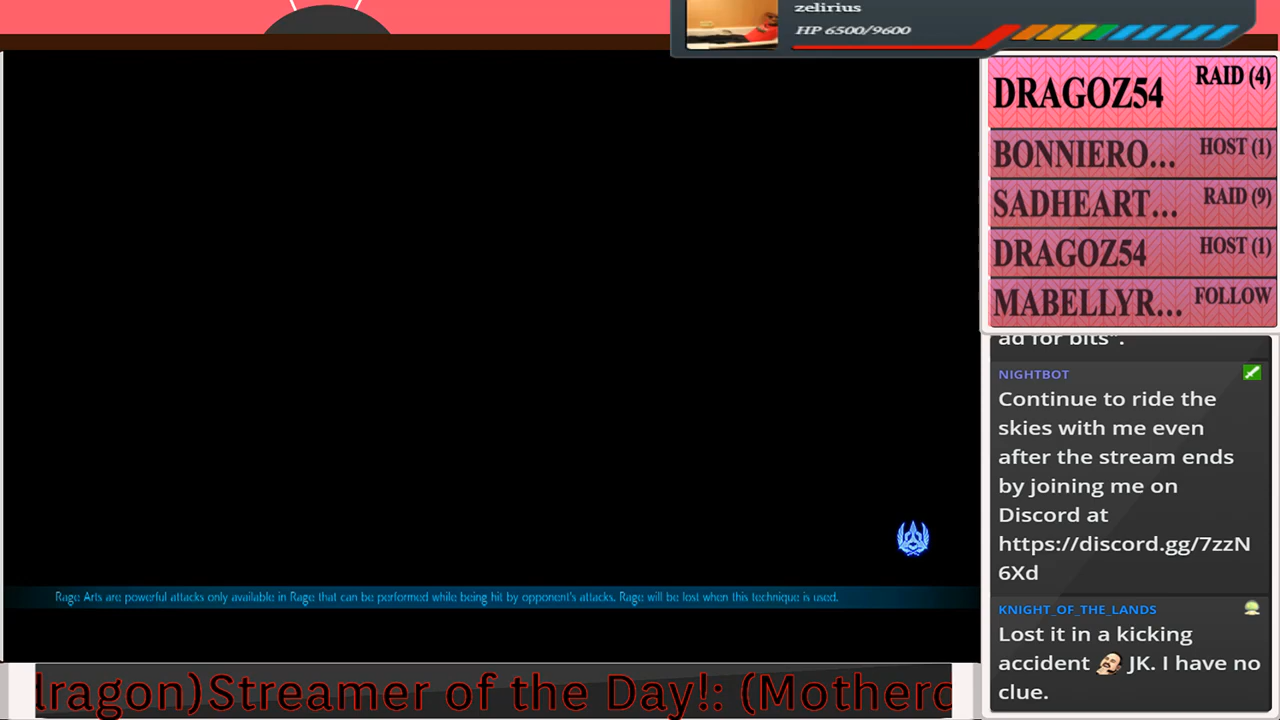 zelirius
HP 6500/9600
DRAGOZ54 RAID (4)
BONNIERO... HOST (1)
SADHEART... RAID (9)
DRAGOZ54 HOST (1)
MABELLYR... FOLLOW
ad for bits".
NIGHTBOT
Continue to ride the
skies with me even
after the stream ends
by joining me on
Discord at
https://discord.gg/7zzN
6Xd
KNIGHT_OF_THE_LANDS
Lost it in a kicking
accident JK. I have no
clue.
Rage Arts are powerful attacks only available in Rage that can be performed while being hit by opponent's attacks. Rage will be lost when this technique is used.
dragon)Streamer of the Day!: (Motherd